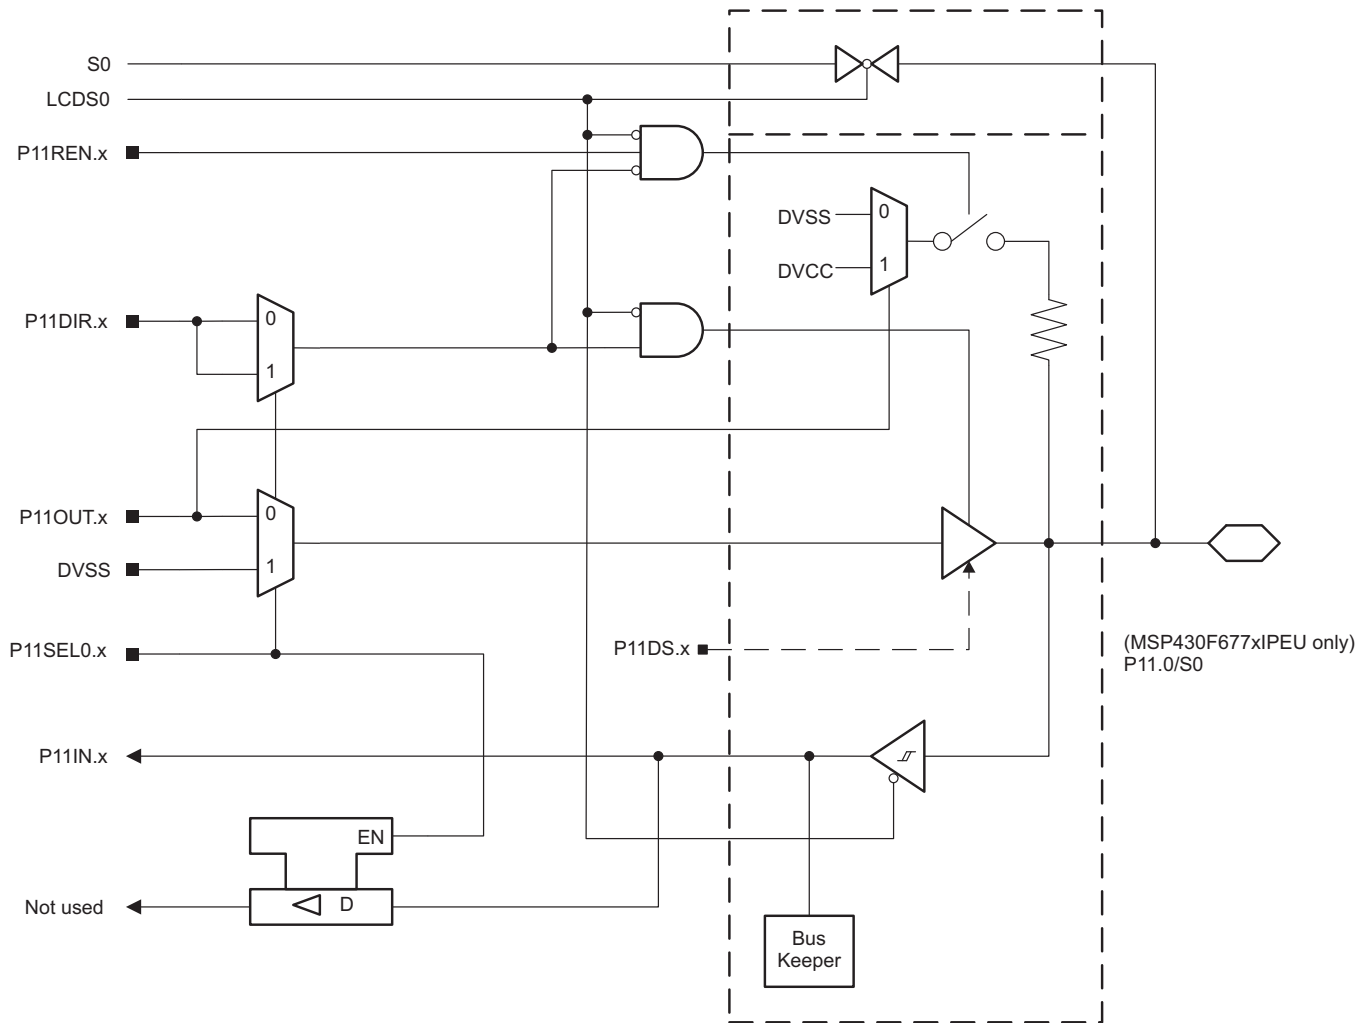 S0
LCDS0
P11REN.x
DVSS
0
DVCC
1
P11DIR.x
0
1
P11OUT.x
0
DVSS
1
P11SEL0.x
P11DS.x
(MSP430F677xIPEU only)
P11.0/S0
P11IN.x
EN
Not used
D
Bus
Keeper